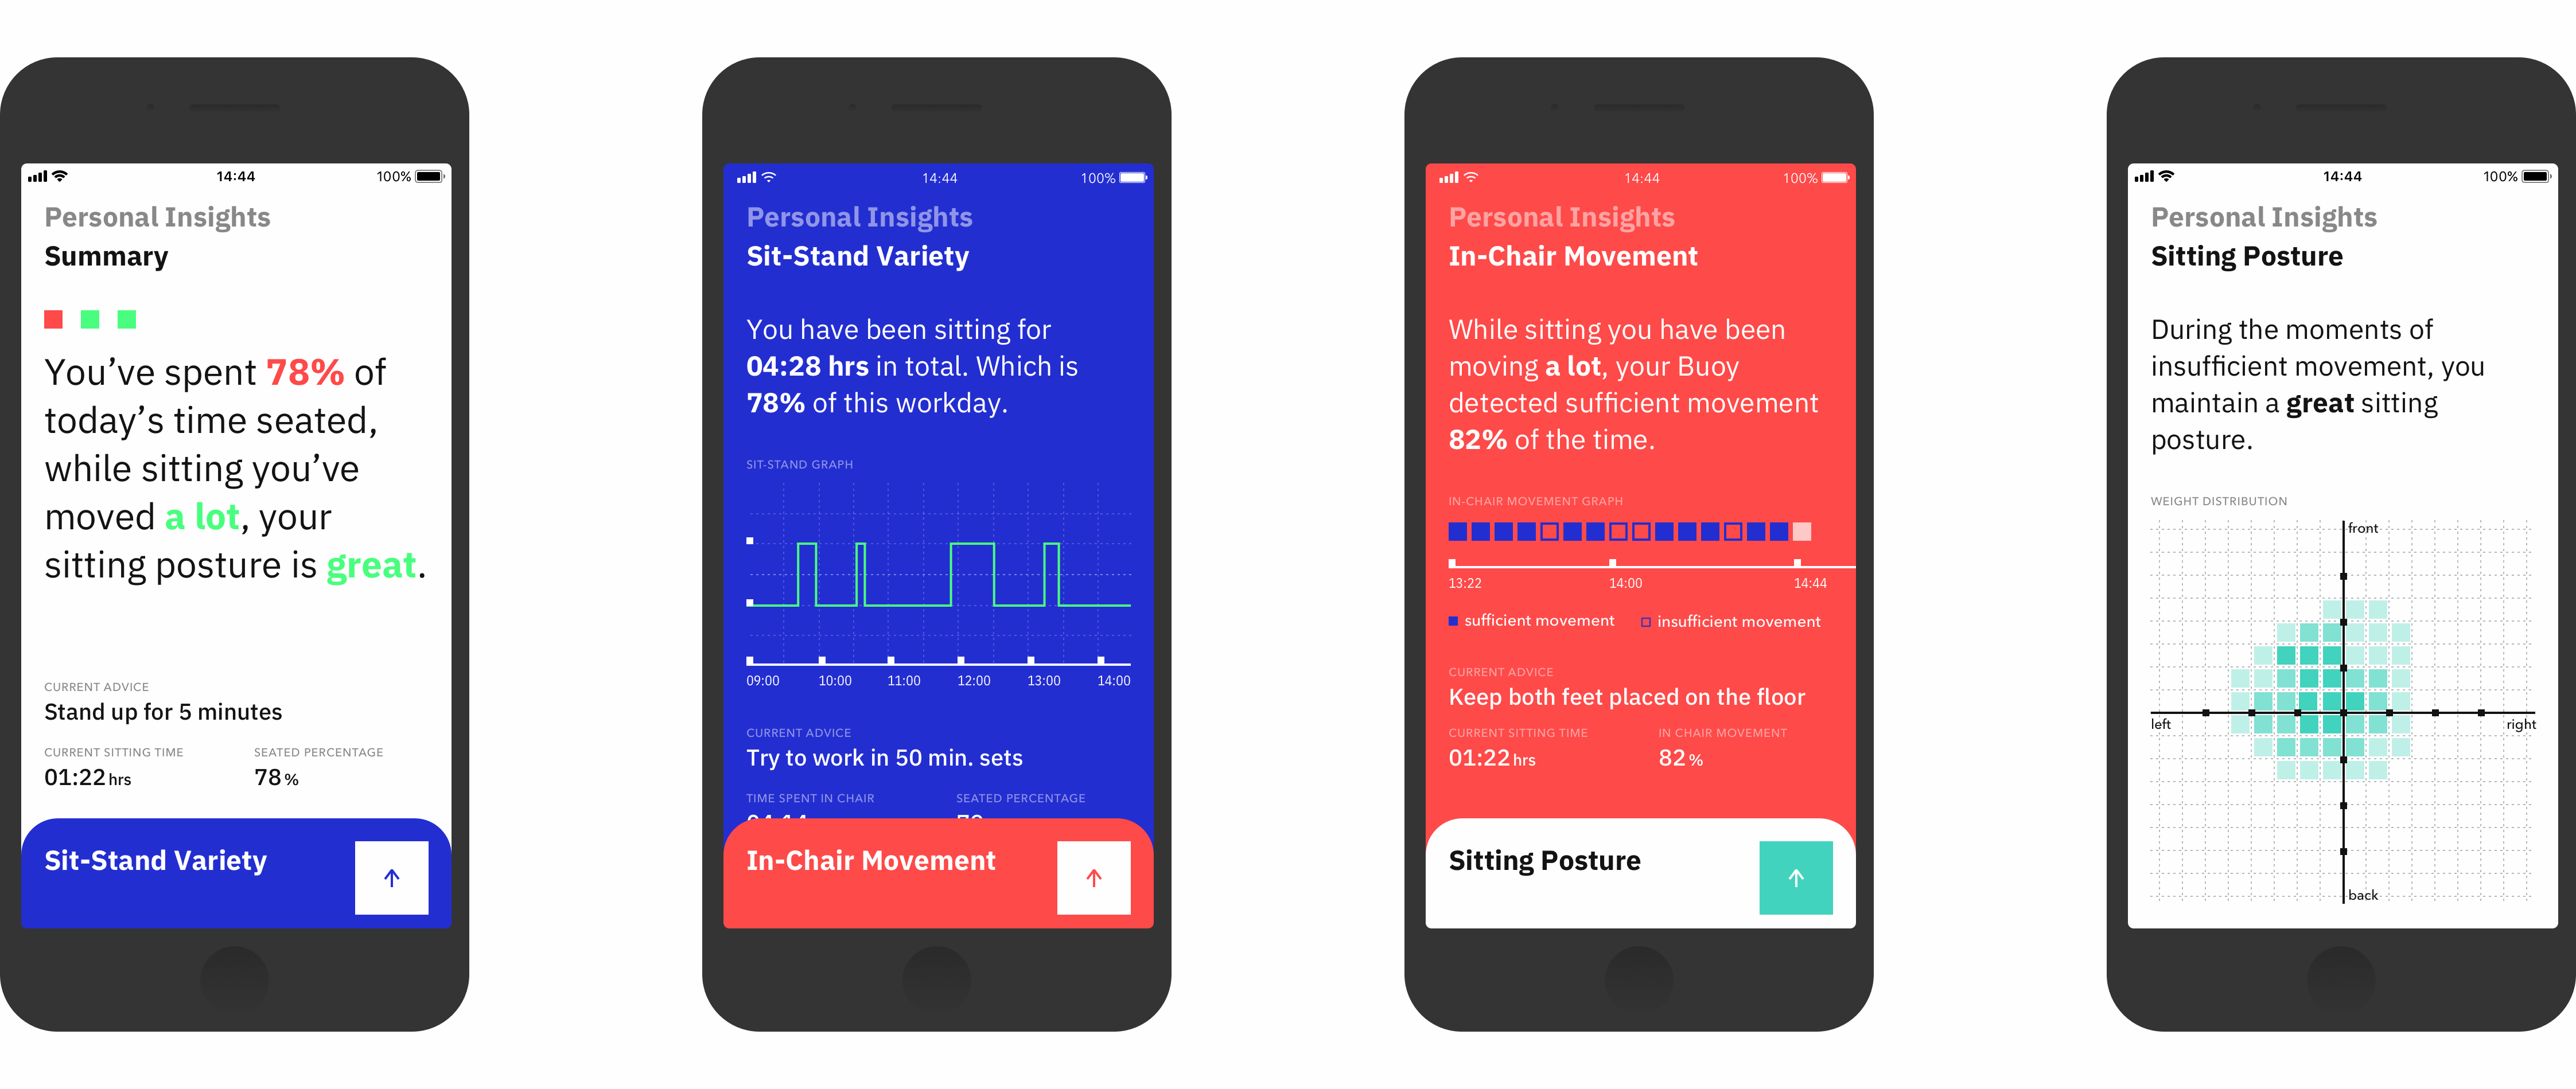 14:44
100%
Personal Insights
Summary
You’ve spent 78% of
today’s time seated,
while sitting you’ve
moved a lot, your
sitting posture is great.
CURRENT ADVICE
Stand up for 5 minutes
CURRENT SITTING TIME
SEATED PERCENTAGE
01:22 hrs
78 %
Sit-Stand Variety
14:44
100%
Personal Insights
Sit-Stand Variety
You have been sitting for
04:28 hrs in total. Which is
78% of this workday.
SIT-STAND GRAPH
09:00 10:00 11:00 12:00 13:00 14:00
CURRENT ADVICE
Try to work in 50 min. sets
TIME SPENT IN CHAIR
SEATED PERCENTAGE
In-Chair Movement
14:44
100%
Personal Insights
In-Chair Movement
While sitting you have been
moving a lot, your Buoy
detected sufficient movement
82% of the time.
IN-CHAIR MOVEMENT GRAPH
13:22 14:00 14:44
sufficient movement
insufficient movement
CURRENT ADVICE
Keep both feet placed on the floor
CURRENT SITTING TIME
IN CHAIR MOVEMENT
01:22 hrs
82 %
Sitting Posture
14:44
100%
Personal Insights
Sitting Posture
During the moments of
insufficient movement, you
maintain a great sitting
posture.
WEIGHT DISTRIBUTION
front
left
right
back